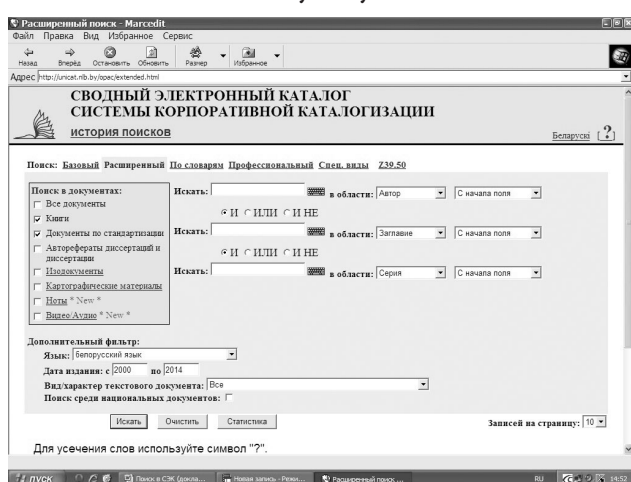 Расширенный поиск - Marcedit
Файл Правка Вид Избранное Сервис
Назад Вперёд Остановить Обновить Размер Избранное
Адрес http://unicat.nlb.by/opac/extended.html
СВОДНЫЙ ЭЛЕКТРОННЫЙ КАТАЛОГ
СИСТЕМЫ КОРПОРАТИВНОЙ КАТАЛОГИЗАЦИИ
история поисков
Беларускі [?]
Поиск: Базовый Расширенный По словарям Профессиональный Спец. виды Z39.50
Поиск в документах:
Все документы
Книги
Документы по стандартизации
Авторефераты диссертаций и
диссертации
Изодокументы
Картографические материалы
Ноты * New *
Видео/Аудио * New *
Искать: в области: Автор С начала поля
И ИЛИ И НЕ
Искать: в области: Заглавие С начала поля
И ИЛИ И НЕ
Искать: в области: Серия С начала поля
Дополнительный фильтр:
Язык: Белорусский язык
Дата издания: с 2000 по 2014
Вид/характер текстового документа: Все
Поиск среди национальных документов:
Искать Очистить Статистика Записей на страницу: 10
Для усечения слов используйте символ "?".
пуск Поиск в СЭК (докла... Новая запись - Режи... Расширенный поиск ... RU 14:52